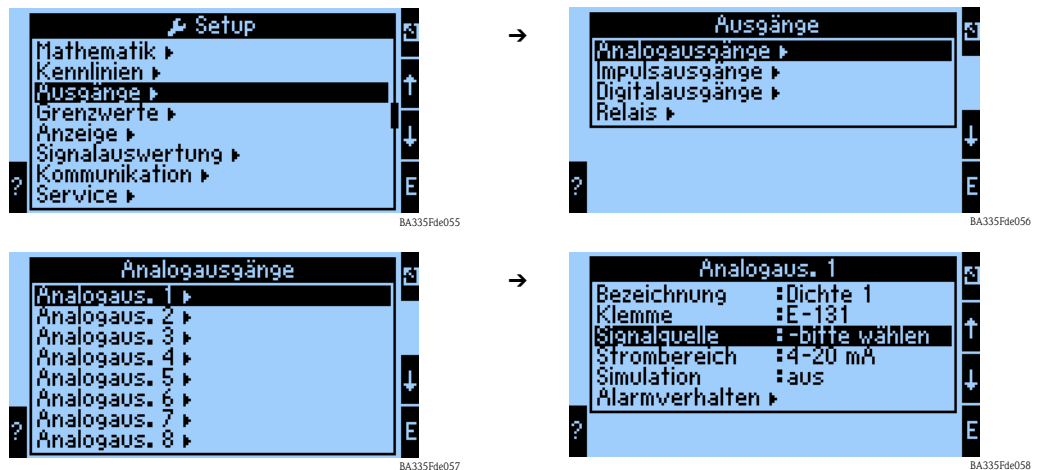 Setup
Mathematik
Kennlinien
Ausgänge
Grenzwerte
Anzeige
Signalauswertung
Kommunikation
Service
?
E
BA335Fde055
Ausgänge
Analogausgänge
Impulsausgänge
Digitalausgänge
Relais
?
E
BA335Fde056
Analogausgänge
Analogaus. 1
Analogaus. 2
Analogaus. 3
Analogaus. 4
Analogaus. 5
Analogaus. 6
Analogaus. 7
Analogaus. 8
?
E
BA335Fde057
Analogaus. 1
Bezeichnung :Dichte 1
Klemme :E-131
Signalquelle :-bitte wählen
Strombereich :4-20 mA
Simulation :aus
Alarmverhalten
?
E
BA335Fde058